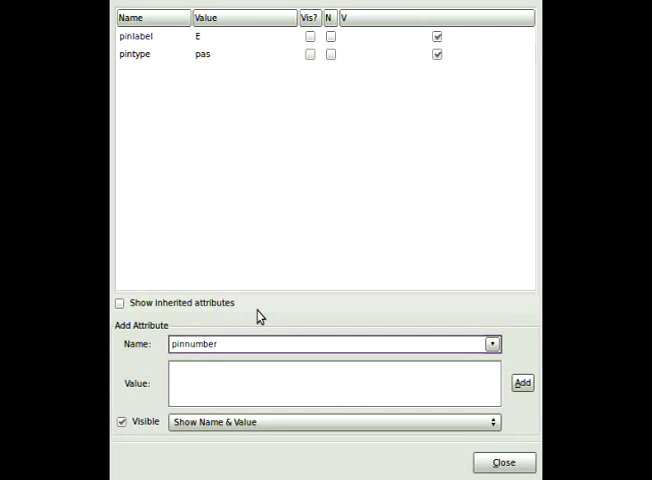 Name Value Vis? N V
pinlabel E
pintype pas
Show inherited attributes
Add Attribute
Name: pinnumber
Value:
Add
Visible Show Name & Value
Close